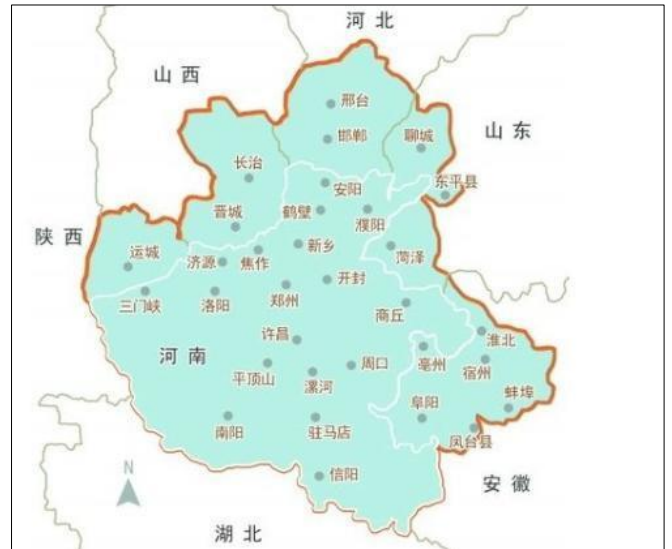 河北
山西
邢台
邯郸
聊城
山东
长治
安阳
东平县
晋城
鹤壁
濮阳
陕西
运城
济源
焦作
新乡
菏泽
三门峡
洛阳
郑州
开封
商丘
许昌
淮北
河南
平顶山
漯河
周口
亳州
宿州
阜阳
蚌埠
南阳
驻马店
凤台县
N
信阳
安徽
湖北